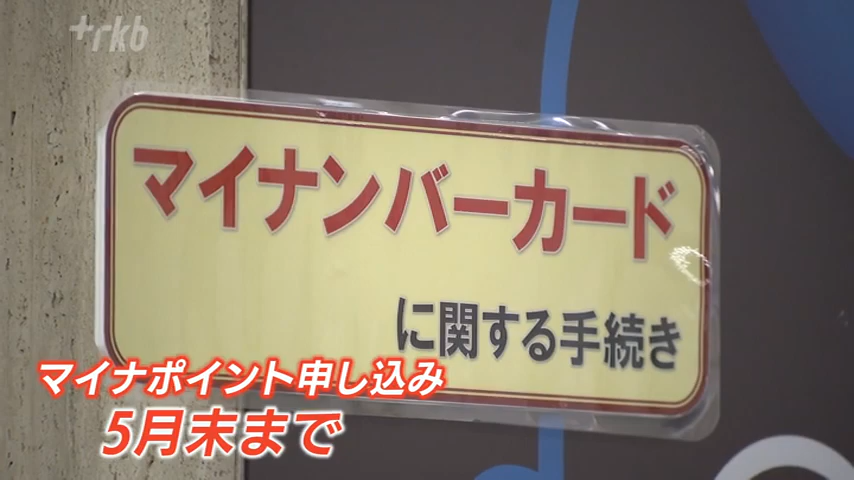 +rkb
マイナンバーカード
に関する手続き
マイナポイント申し込み
5月末まで